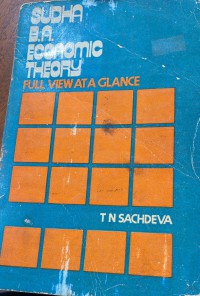 SUDHA
B.A.
ECONOMIC
THEORY
FULL VIEW AT A GLANCE
T N SACHDEVA